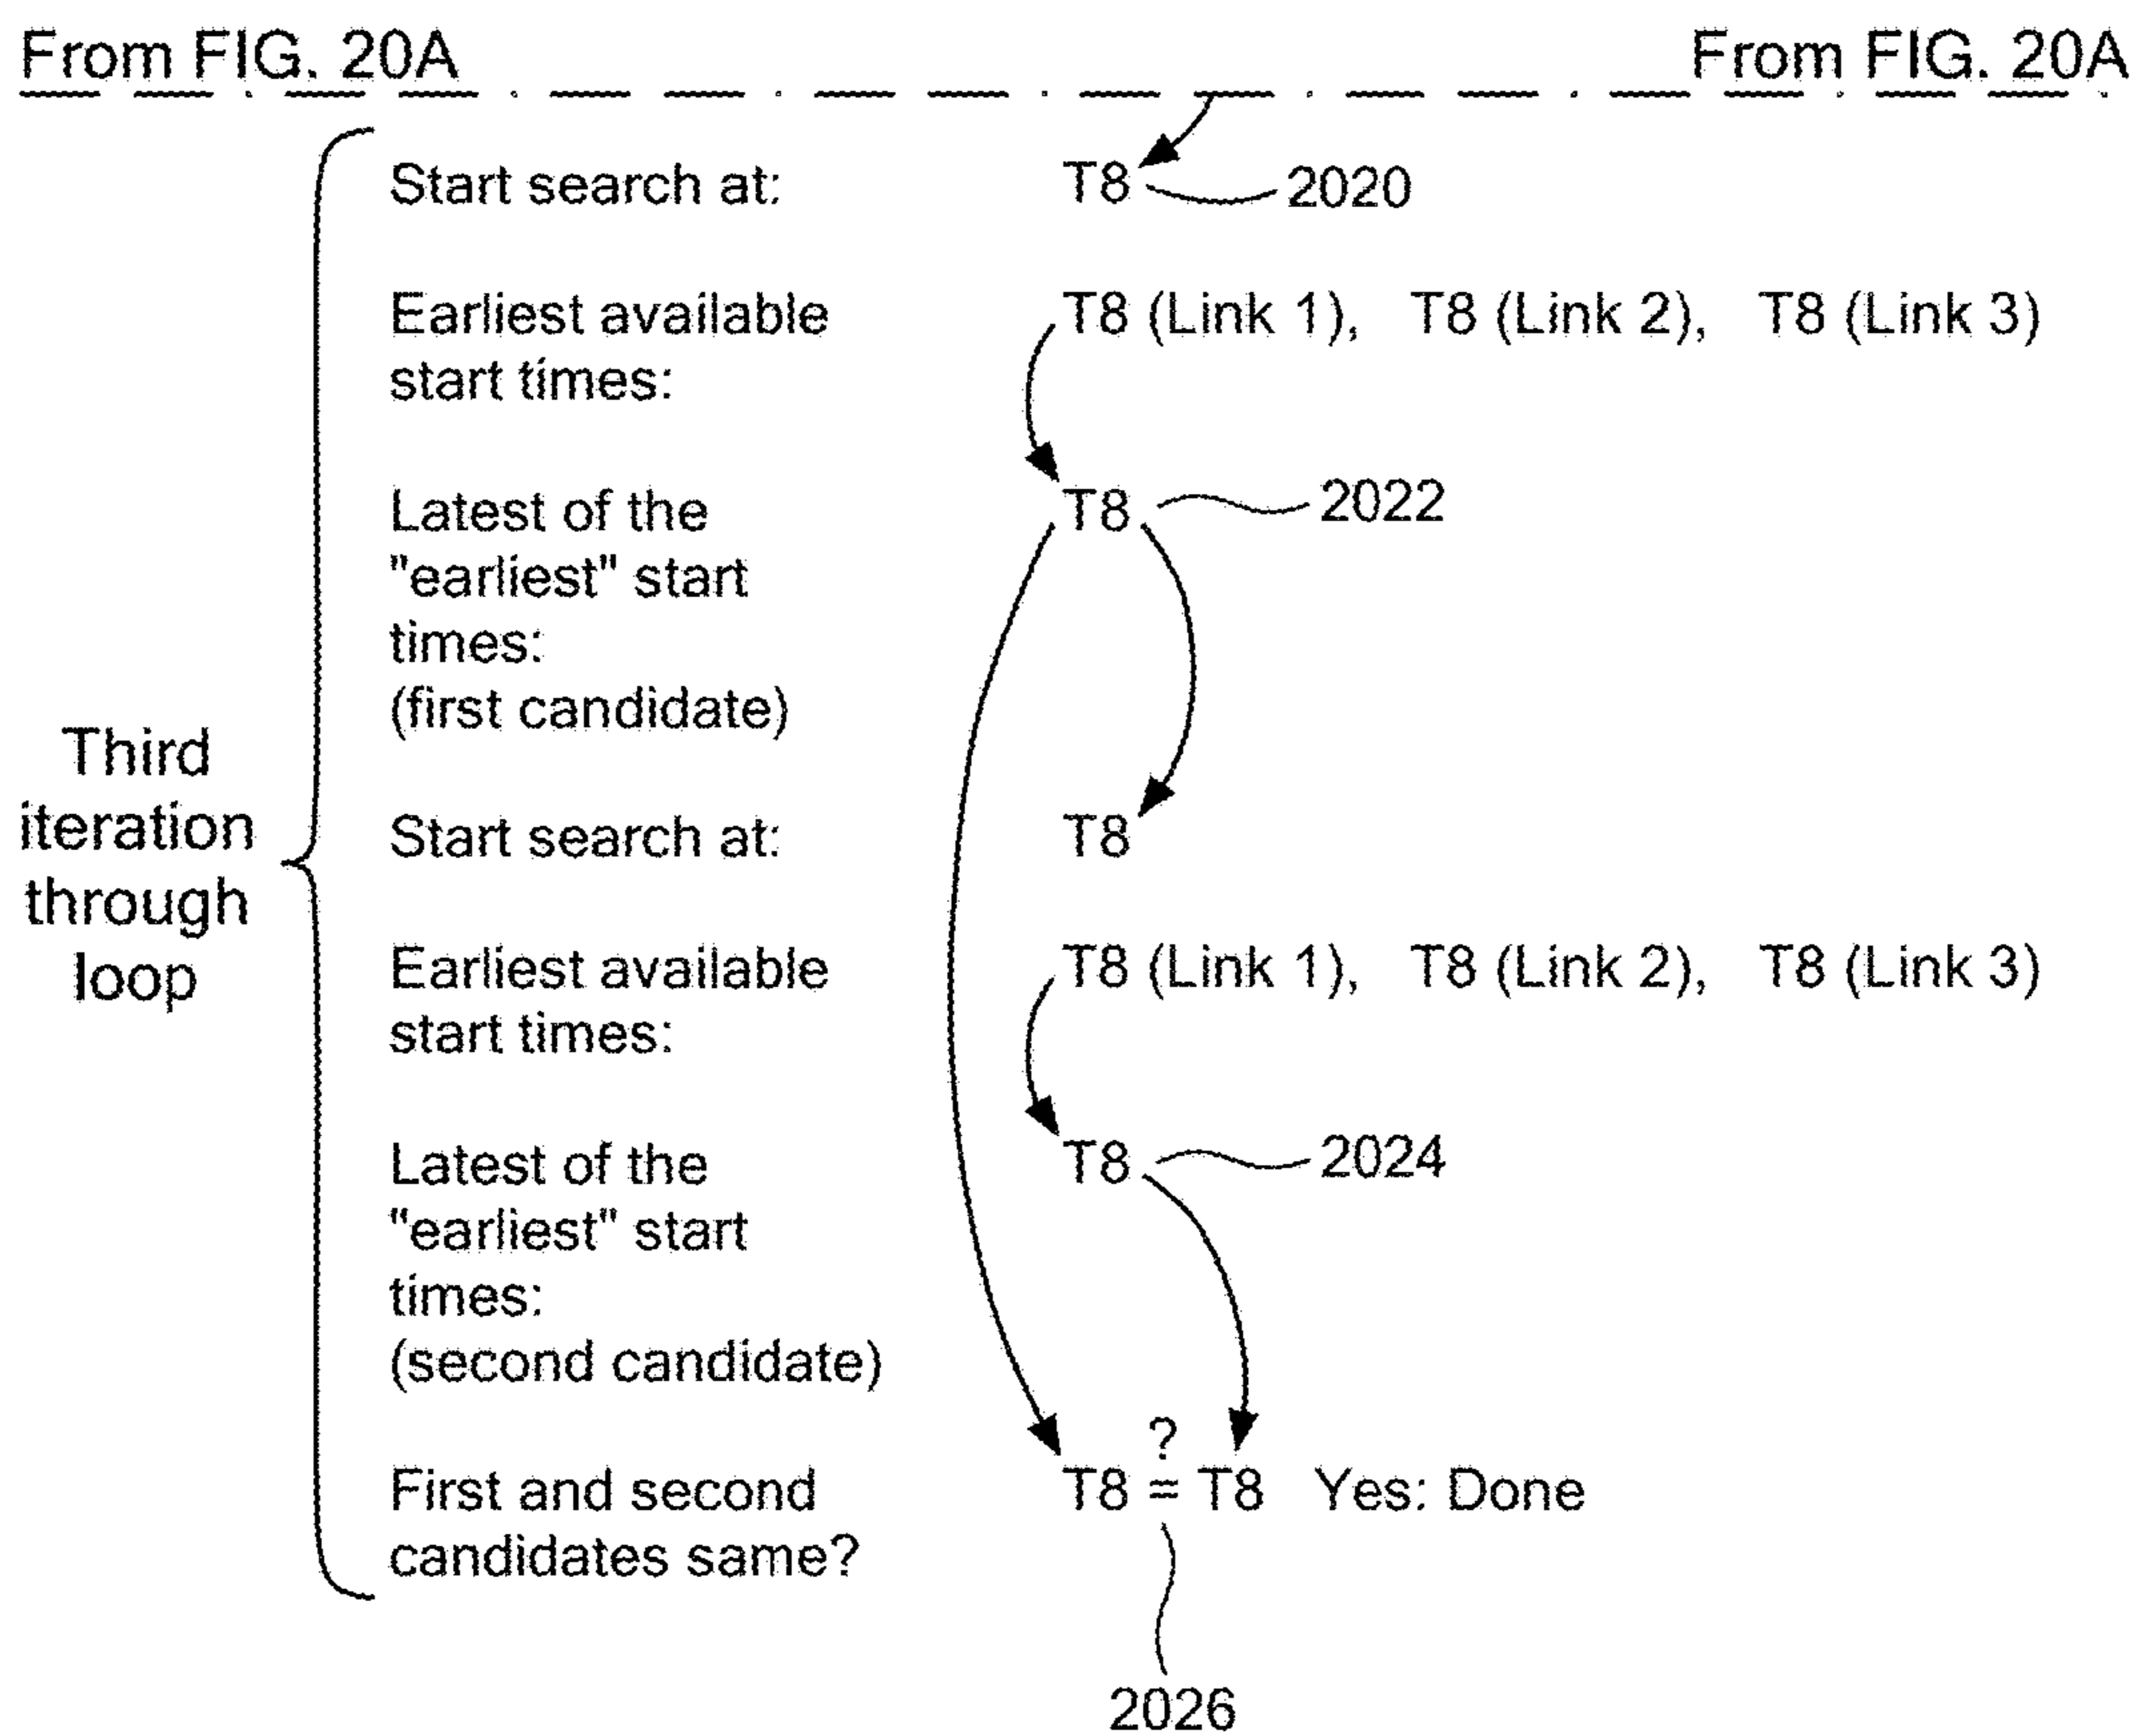 From FIG. 20A From FIG. 20A
Start search at: T8 2020
Earliest available T8 (Link 1), T8 (Link 2), T8 (Link 3)
start times:
Latest of the T8 2022
"earliest" start
times:
(first candidate)
Third
iteration
through
loop
Start search at: T8
Earliest available T8 (Link 1), T8 (Link 2), T8 (Link 3)
start times:
Latest of the T8 2024
"earliest" start
times:
(second candidate)
?
First and second T8 = T8 Yes: Done
candidates same?
2026